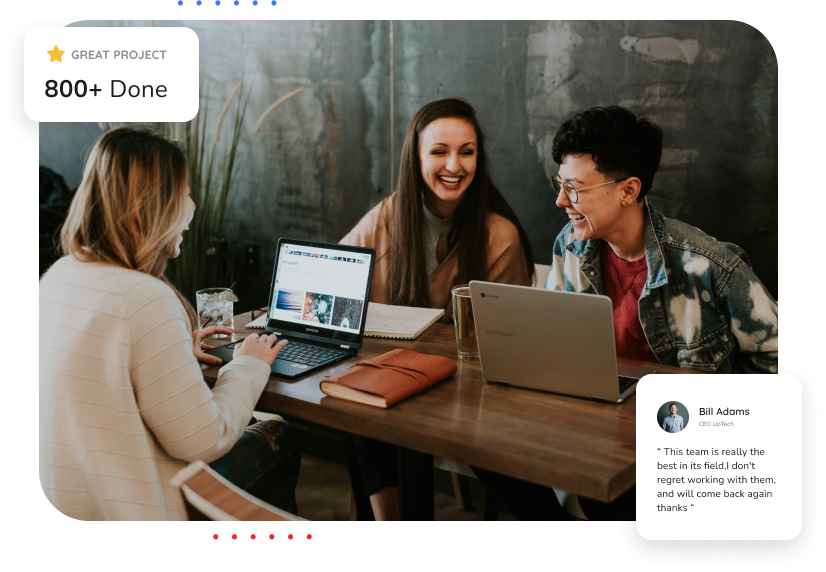 GREAT PROJECT
800+ Done
SAMSUNG
Bill Adams
CEO UpTech
“ This team is really the
best in its field,I don't
regret working with them,
and will come back again
thanks “